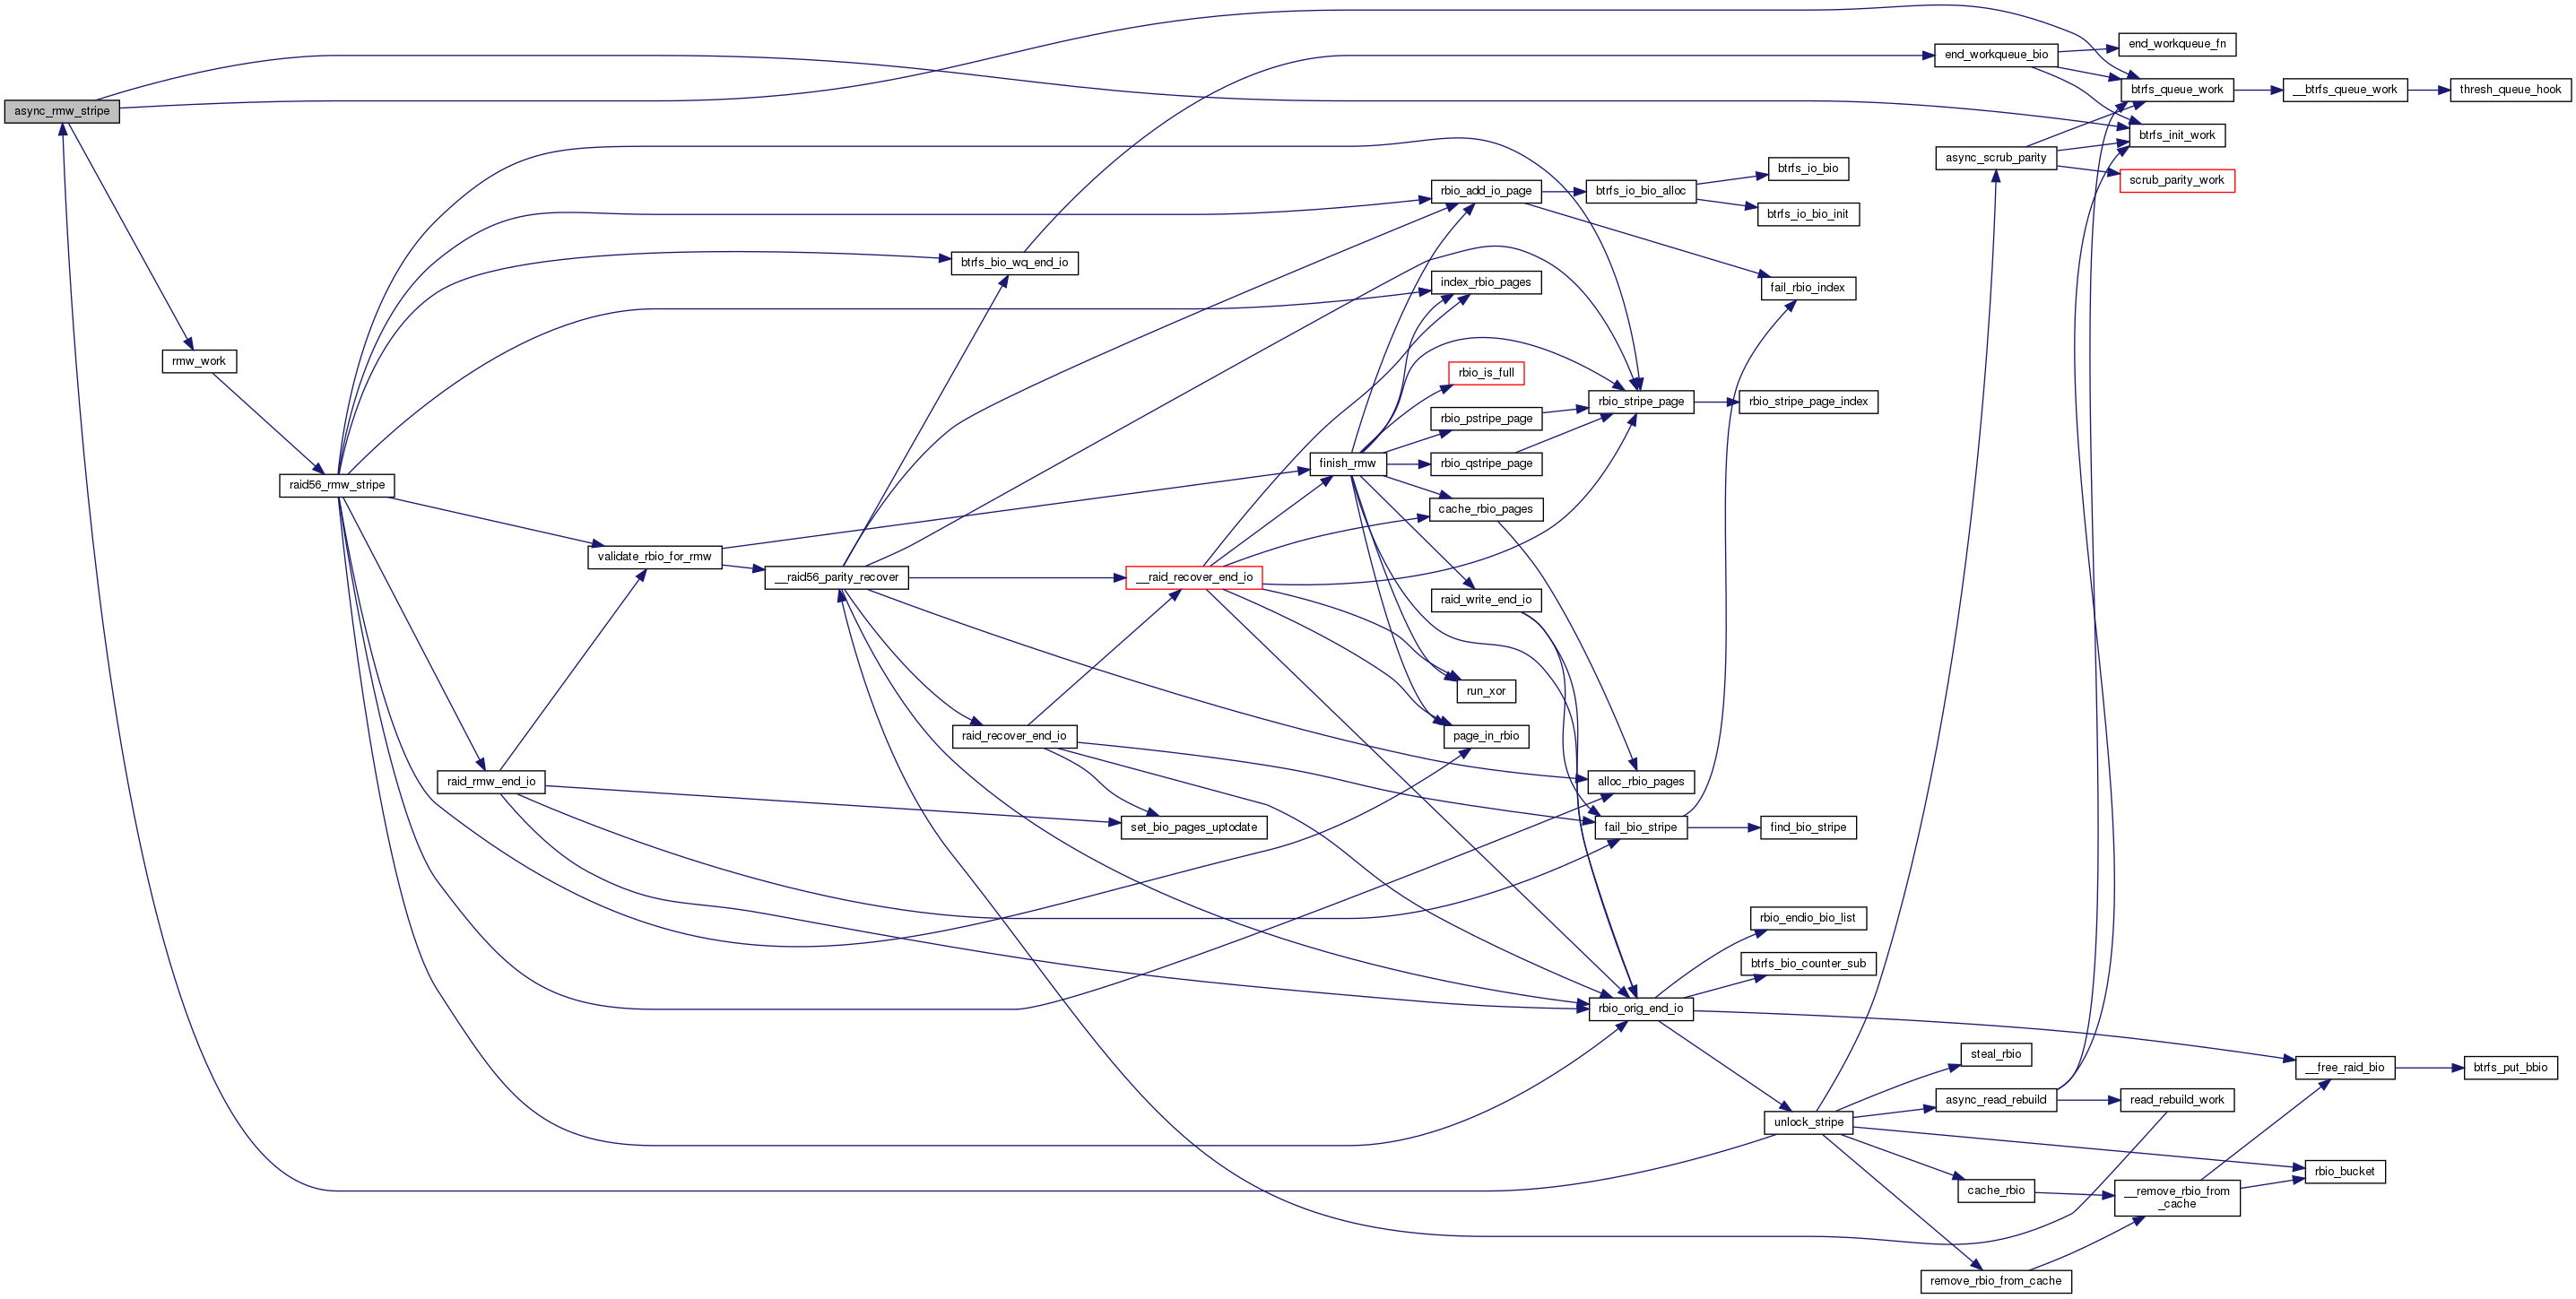 async_rmw_stripe
rmw_work
raid56_rmw_stripe
raid_rmw_end_io
validate_rbio_for_rmw
__raid56_parity_recover
btrfs_bio_wq_end_io
raid_recover_end_io
set_bio_pages_uptodate
__raid_recover_end_io
finish_rmw
rbio_add_io_page
index_rbio_pages
rbio_is_full
rbio_pstripe_page
rbio_qstripe_page
cache_rbio_pages
raid_write_end_io
run_xor
page_in_rbio
btrfs_io_bio_alloc
rbio_stripe_page
alloc_rbio_pages
fail_bio_stripe
rbio_orig_end_io
btrfs_io_bio
btrfs_io_bio_init
fail_rbio_index
rbio_stripe_page_index
find_bio_stripe
rbio_endio_bio_list
btrfs_bio_counter_sub
unlock_stripe
end_workqueue_bio
async_scrub_parity
steal_rbio
async_read_rebuild
cache_rbio
remove_rbio_from_cache
end_workqueue_fn
btrfs_queue_work
btrfs_init_work
scrub_parity_work
read_rebuild_work
__remove_rbio_from
_cache
__btrfs_queue_work
__free_raid_bio
rbio_bucket
thresh_queue_hook
btrfs_put_bbio